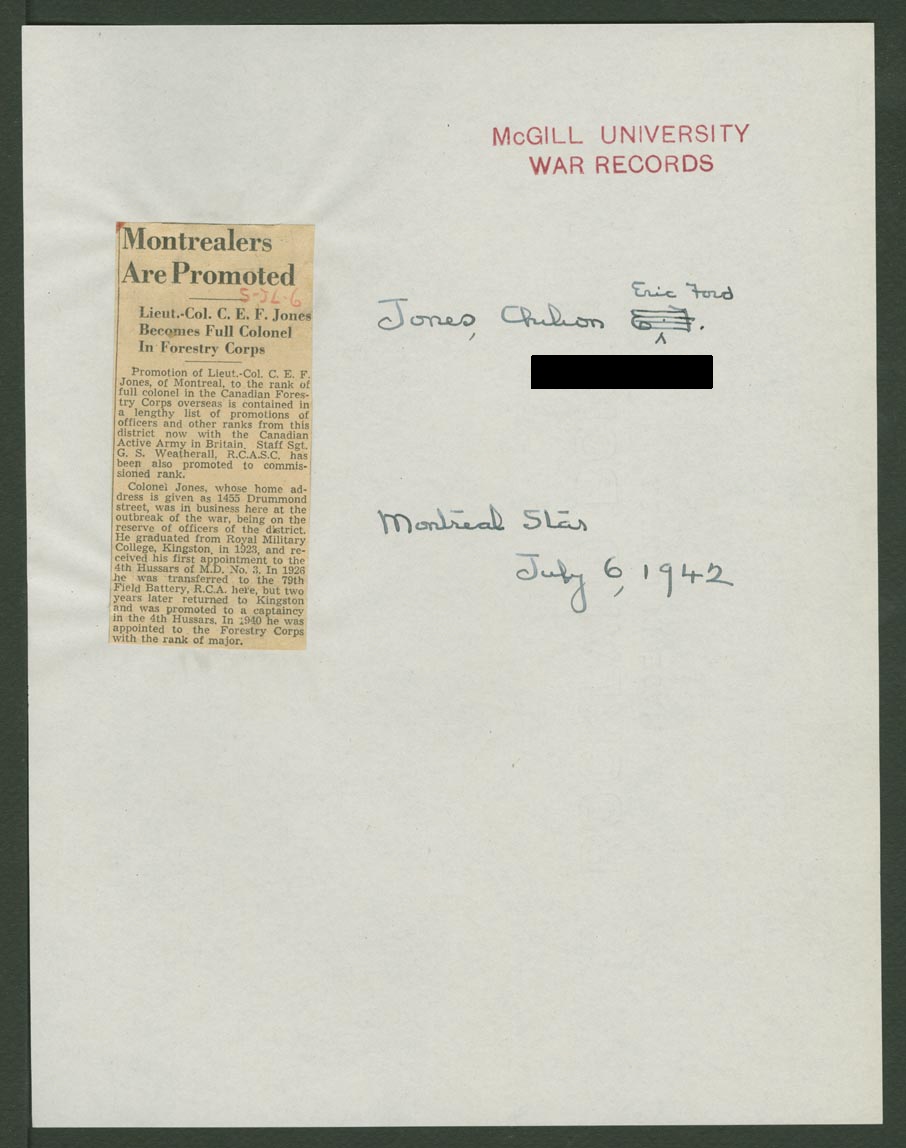 McGILL UNIVERSITY
WAR RECORDS
Montrealers
Are Promoted
S-JL-6
Lieut.-Col. C. E. F. Jones
Becomes Full Colonel
In Forestry Corps
Promotion of Lieut.-Col. C. E. F.
Jones, of Montreal, to the rank of
full colonel in the Canadian Fores-
try Corps overseas is contained in
a lengthy list of promotions of
officers and other ranks from this
district now with the Canadian
Active Army in Britain. Staff Sgt.
G. S. Weatherall, R.C.A.S.C. has
been also promoted to commis-
sioned rank.
Colonel Jones, whose home ad-
dress is given as 1455 Drummond
street, was in business here at the
outbreak of the war, being on the
reserve of officers of the district.
He graduated from Royal Military
College, Kingston, in 1923, and re-
ceived his first appointment to the
4th Hussars of M.D. No. 3. In 1926
he was transferred to the 79th
Field Battery, R.C.A. here, but two
years later returned to Kingston
and was promoted to a captaincy
in the 4th Hussars. In 1940 he was
appointed to the Forestry Corps
with the rank of major.
Eric Ford
Jones, Chilion
Montreal Star
July 6, 1942